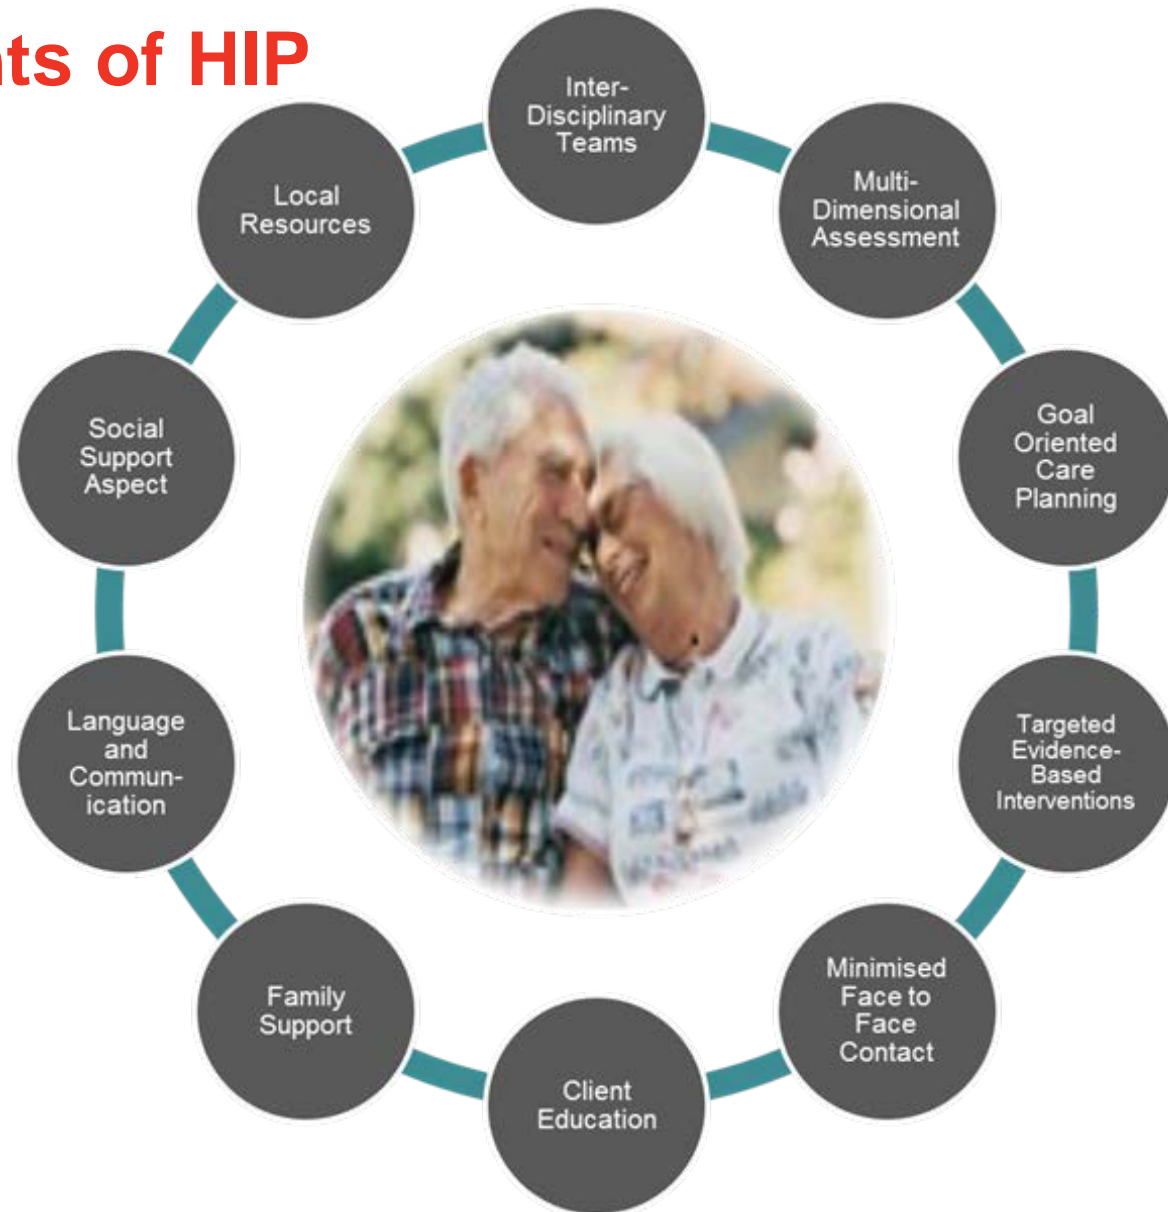 nts of HIP
Inter-
Disciplinary
Teams
Multi-
Dimensional
Assessment
Goal
Oriented
Care
Planning
Targeted
Evidence-
Based
Interventions
Minimised
Face to
Face
Contact
Client
Education
Family
Support
Language
and
Commun-
ication
Social
Support
Aspect
Local
Resources